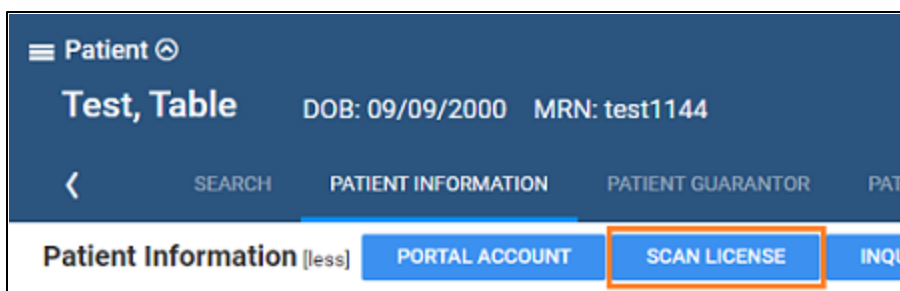 Patient
Test, Table DOB: 09/09/2000 MRN: test1144
SEARCH PATIENT INFORMATION PATIENT GUARANTOR
Patient Information [less] PORTAL ACCOUNT SCAN LICENSE